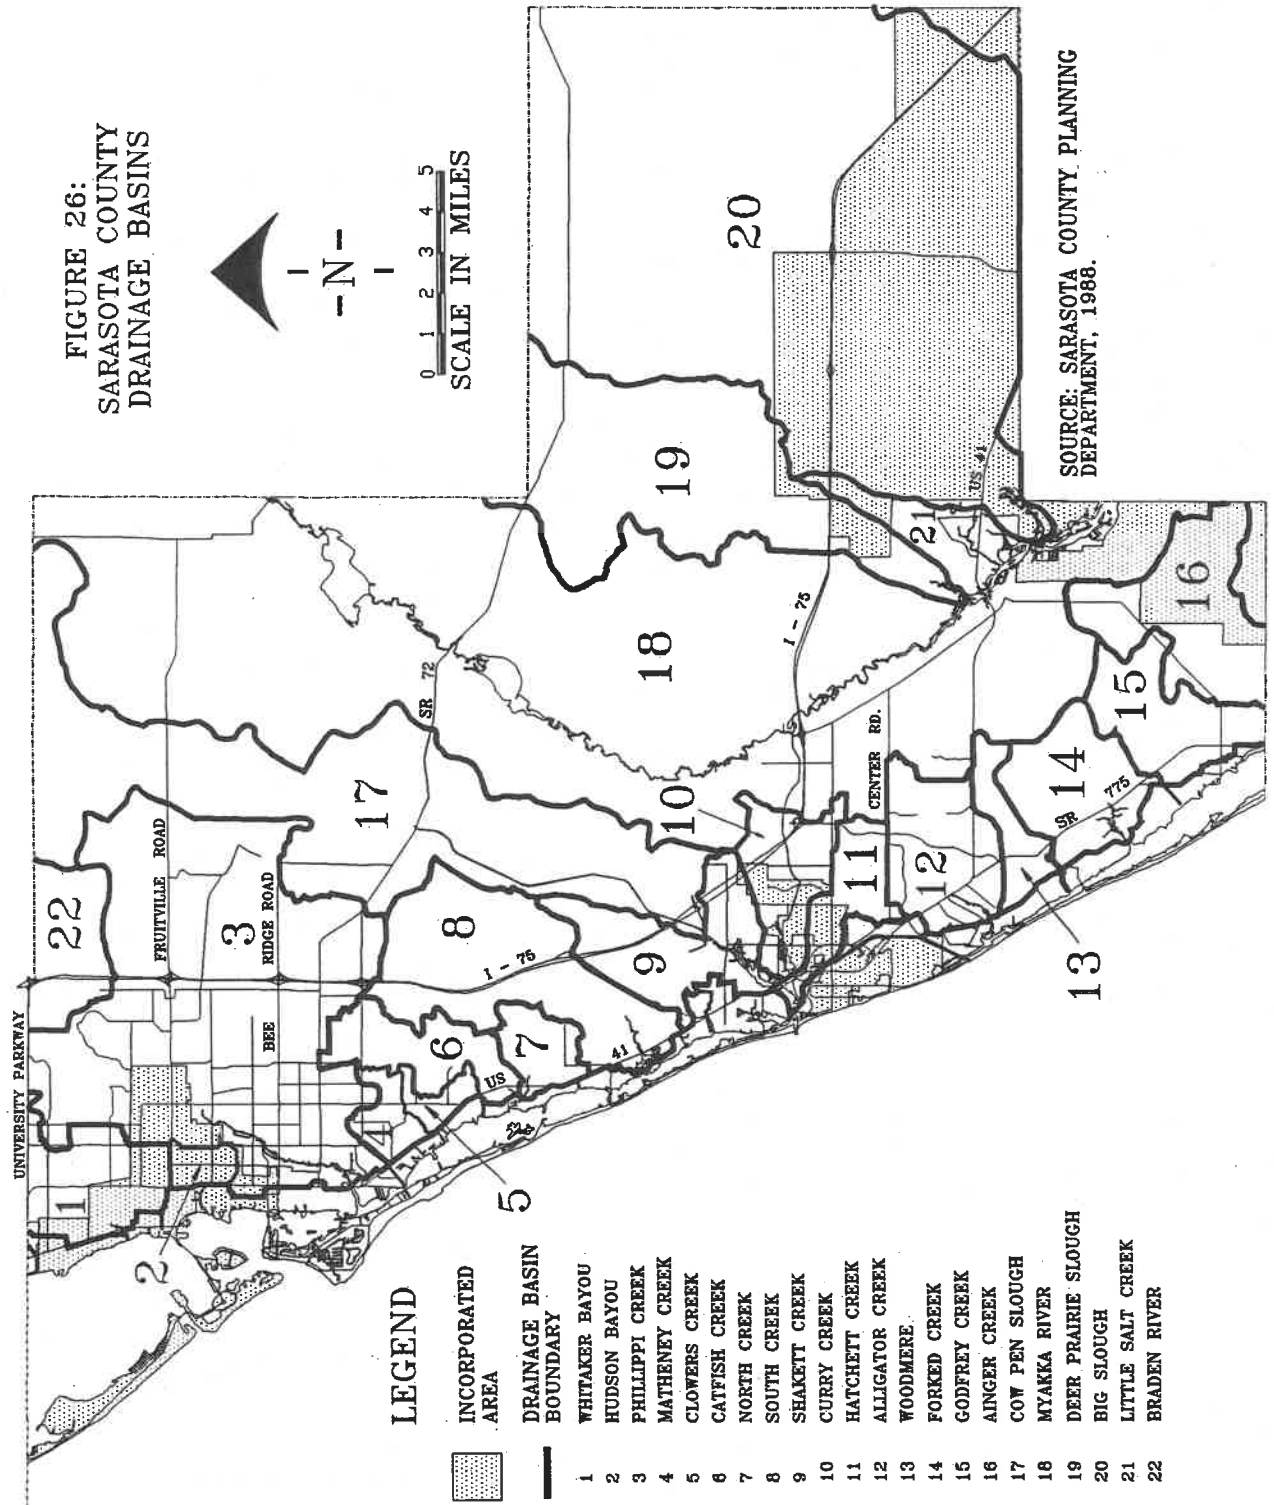 FIGURE 26:
SARASOTA COUNTY
DRAINAGE BASINS
-N-
0 1 2 3 4 5
SCALE IN MILES
UNIVERSITY PARKWAY
FRUITVILLE ROAD
BEE RIDGE ROAD
SR 72
I - 75
I - 75
US 41
US 41
CENTER RD.
SR 775
1
2
3
4
5
6
7
8
9
10
11
12
13
14
15
16
17
18
19
20
21
22
SOURCE: SARASOTA COUNTY PLANNING
DEPARTMENT, 1988.
LEGEND
INCORPORATED
AREA
DRAINAGE BASIN
BOUNDARY
1 WHITAKER BAYOU
2 HUDSON BAYOU
3 PHILLIPPI CREEK
4 MATHENEY CREEK
5 CLOWERS CREEK
6 CATFISH CREEK
7 NORTH CREEK
8 SOUTH CREEK
9 SHAKETT CREEK
10 CURRY CREEK
11 HATCHETT CREEK
12 ALLIGATOR CREEK
13 WOODMERE
14 FORKED CREEK
15 GODFREY CREEK
16 AINGER CREEK
17 COW PEN SLOUGH
18 MYAKKA RIVER
19 DEER PRAIRIE SLOUGH
20 BIG SLOUGH
21 LITTLE SALT CREEK
22 BRADEN RIVER